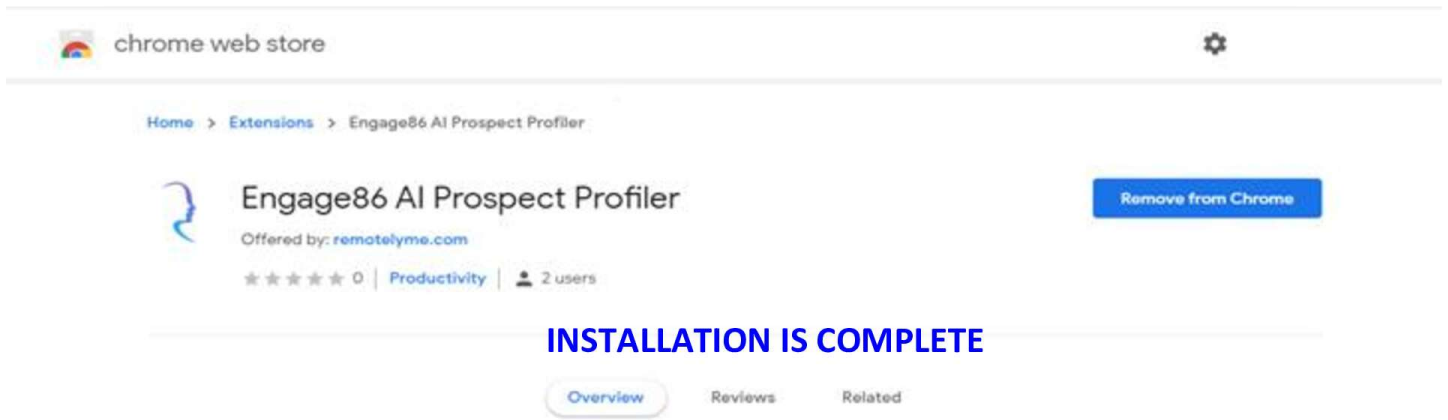 chrome web store
Home > Extensions > Engage86 AI Prospect Profiler
Engage86 AI Prospect Profiler
Remove from Chrome
Offered by: remotelyme.com
0 | Productivity | 2 users
INSTALLATION IS COMPLETE
Overview Reviews Related